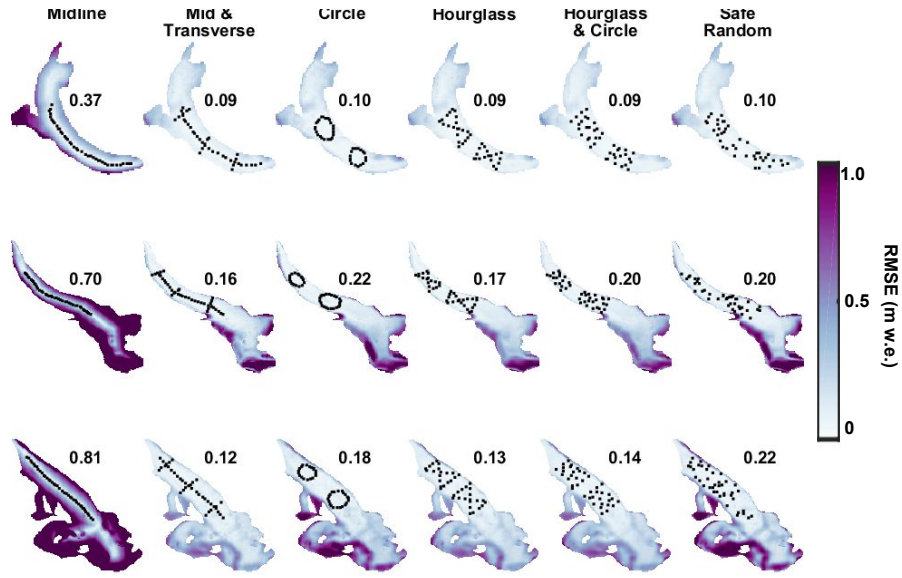 Midline
Mid &
Transverse
Circle
Hourglass
Hourglass
& Circle
Safe
Random
0.37
0.09
0.10
0.09
0.09
0.10
0.70
0.16
0.22
0.17
0.20
0.20
0.81
0.12
0.18
0.13
0.14
0.22
1.0
0.5
0
RMSE (m w.e.)